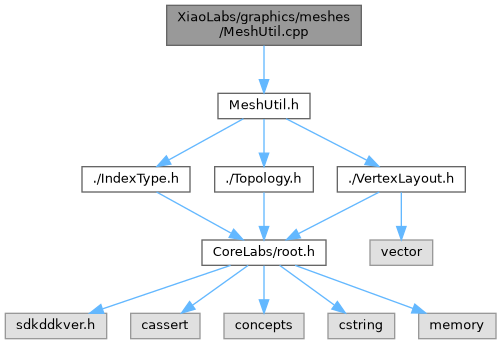 XiaoLabs/graphics/meshes
/MeshUtil.cpp
MeshUtil.h
./IndexType.h
./Topology.h
./VertexLayout.h
CoreLabs/root.h
vector
sdkddkver.h
cassert
concepts
cstring
memory